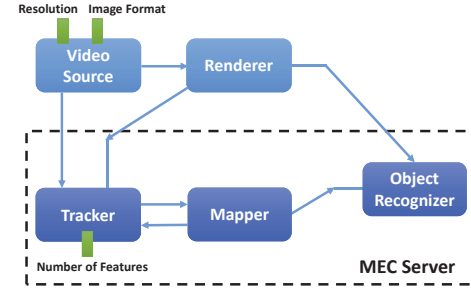 Resolution
Image Format
Video
Source
Renderer
Object
Recognizer
Tracker
Mapper
Number of Features
MEC Server